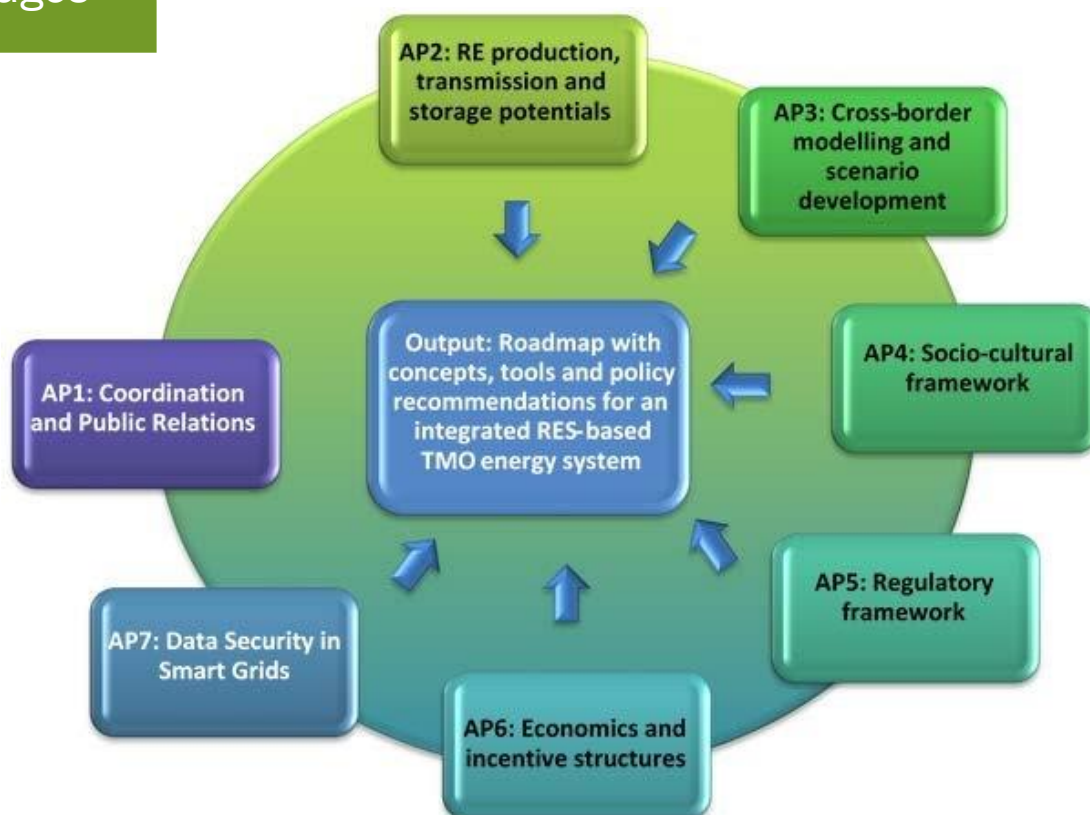 AP2: RE production,
transmission and
storage potentials
AP3: Cross-border
modelling and
scenario
development
Output: Roadmap with
concepts, tools and policy
recommendations for an
integrated RES-based
TMO energy system
AP4: Socio-cultural
framework
AP1: Coordination
and Public Relations
AP5: Regulatory
framework
AP7: Data Security in
Smart Grids
AP6: Economics and
incentive structures